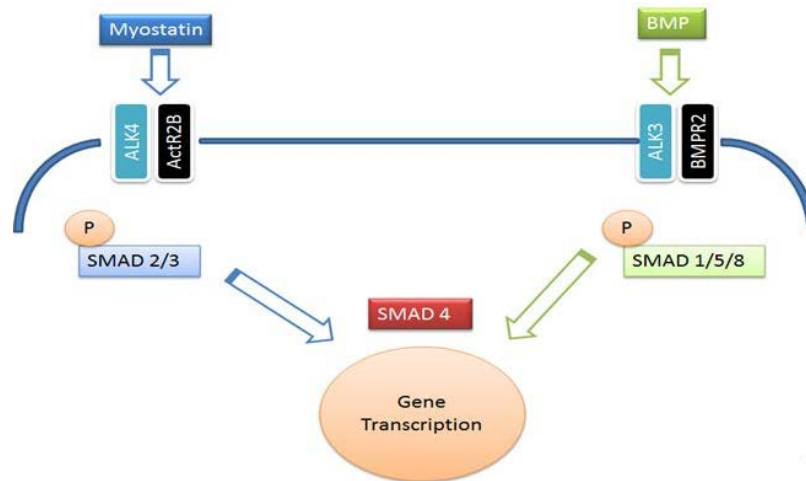 Myostatin
BMP
ALK4
ActR2B
ALK3
BMPR2
P
SMAD 2/3
P
SMAD 1/5/8
SMAD 4
Gene
Transcription